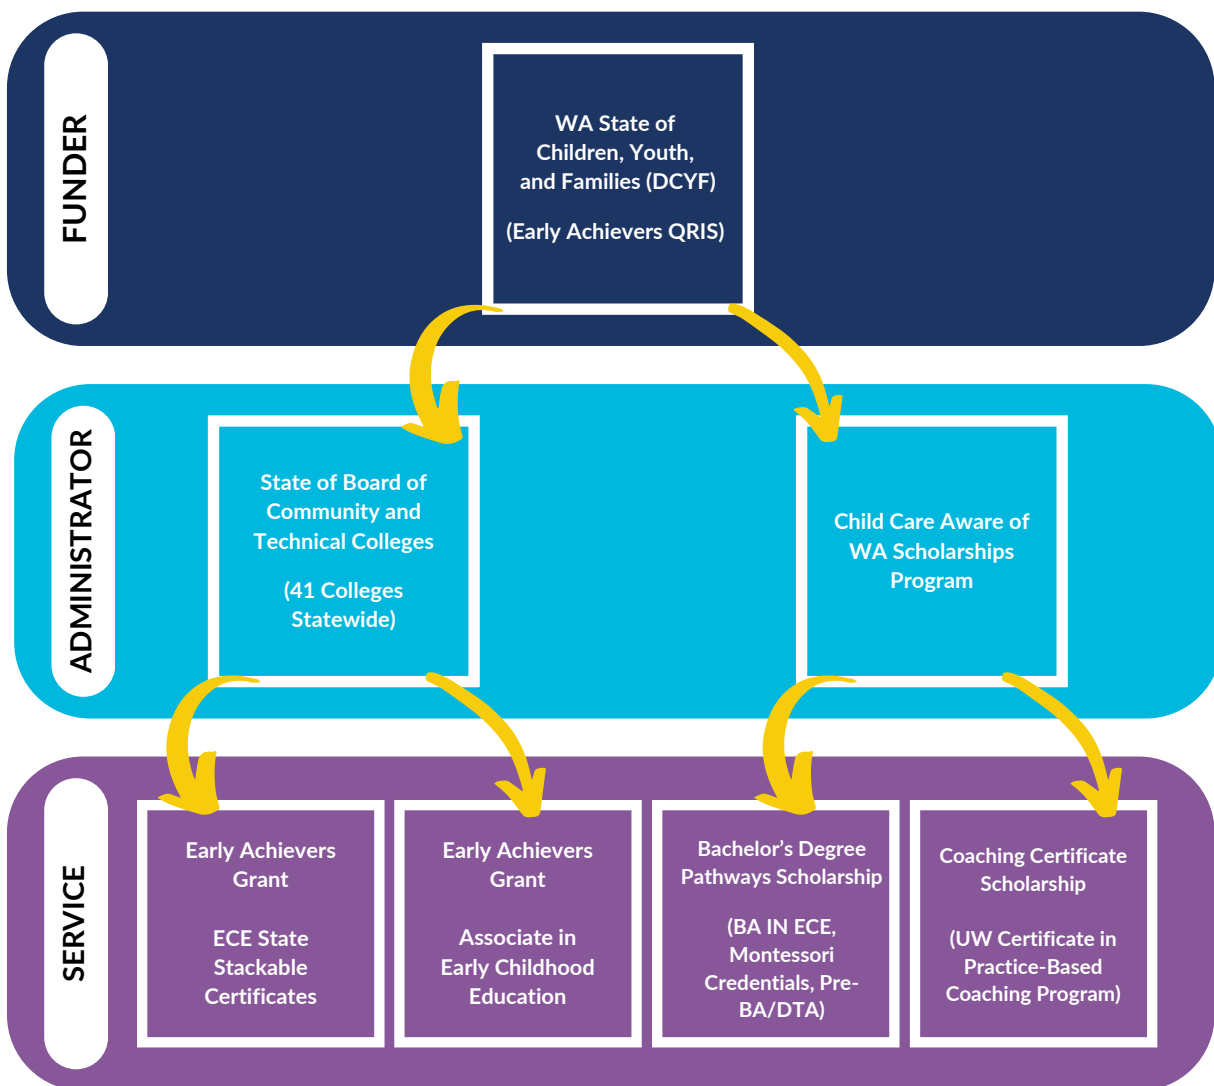 FUNDER
WA State of
Children, Youth,
and Families (DCYF)
(Early Achievers QRIS)
ADMINISTRATOR
State of Board of
Community and
Technical Colleges
(41 Colleges
Statewide)
Child Care Aware of
WA Scholarships
Program
SERVICE
Early Achievers
Grant
ECE State
Stackable
Certificates
Early Achievers
Grant
Associate in
Early Childhood
Education
Bachelor's Degree
Pathways Scholarship
(BA IN ECE,
Montessori
Credentials, Pre-
BA/DTA)
Coaching Certificate
Scholarship
(UW Certificate in
Practice-Based
Coaching Program)